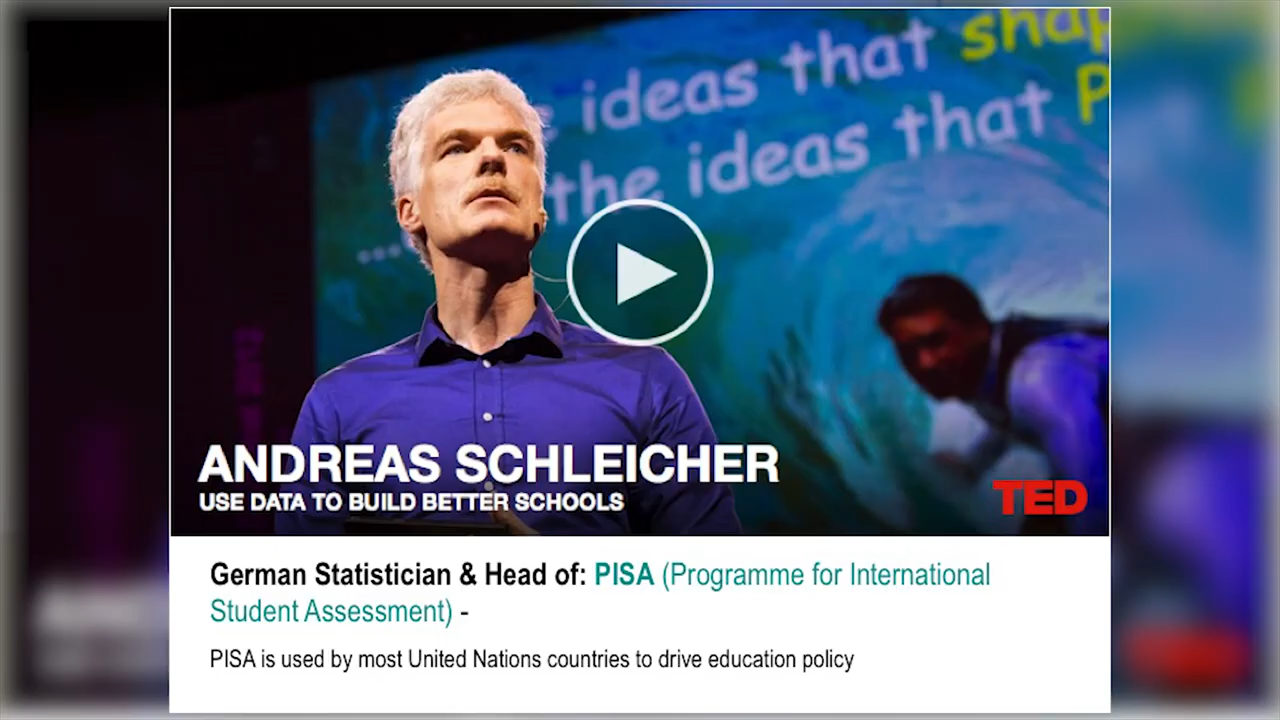 ideas that shap
the ideas that P
ANDREAS SCHLEICHER
USE DATA TO BUILD BETTER SCHOOLS
TED
German Statistician & Head of: PISA (Programme for International
Student Assessment) -
PISA is used by most United Nations countries to drive education policy